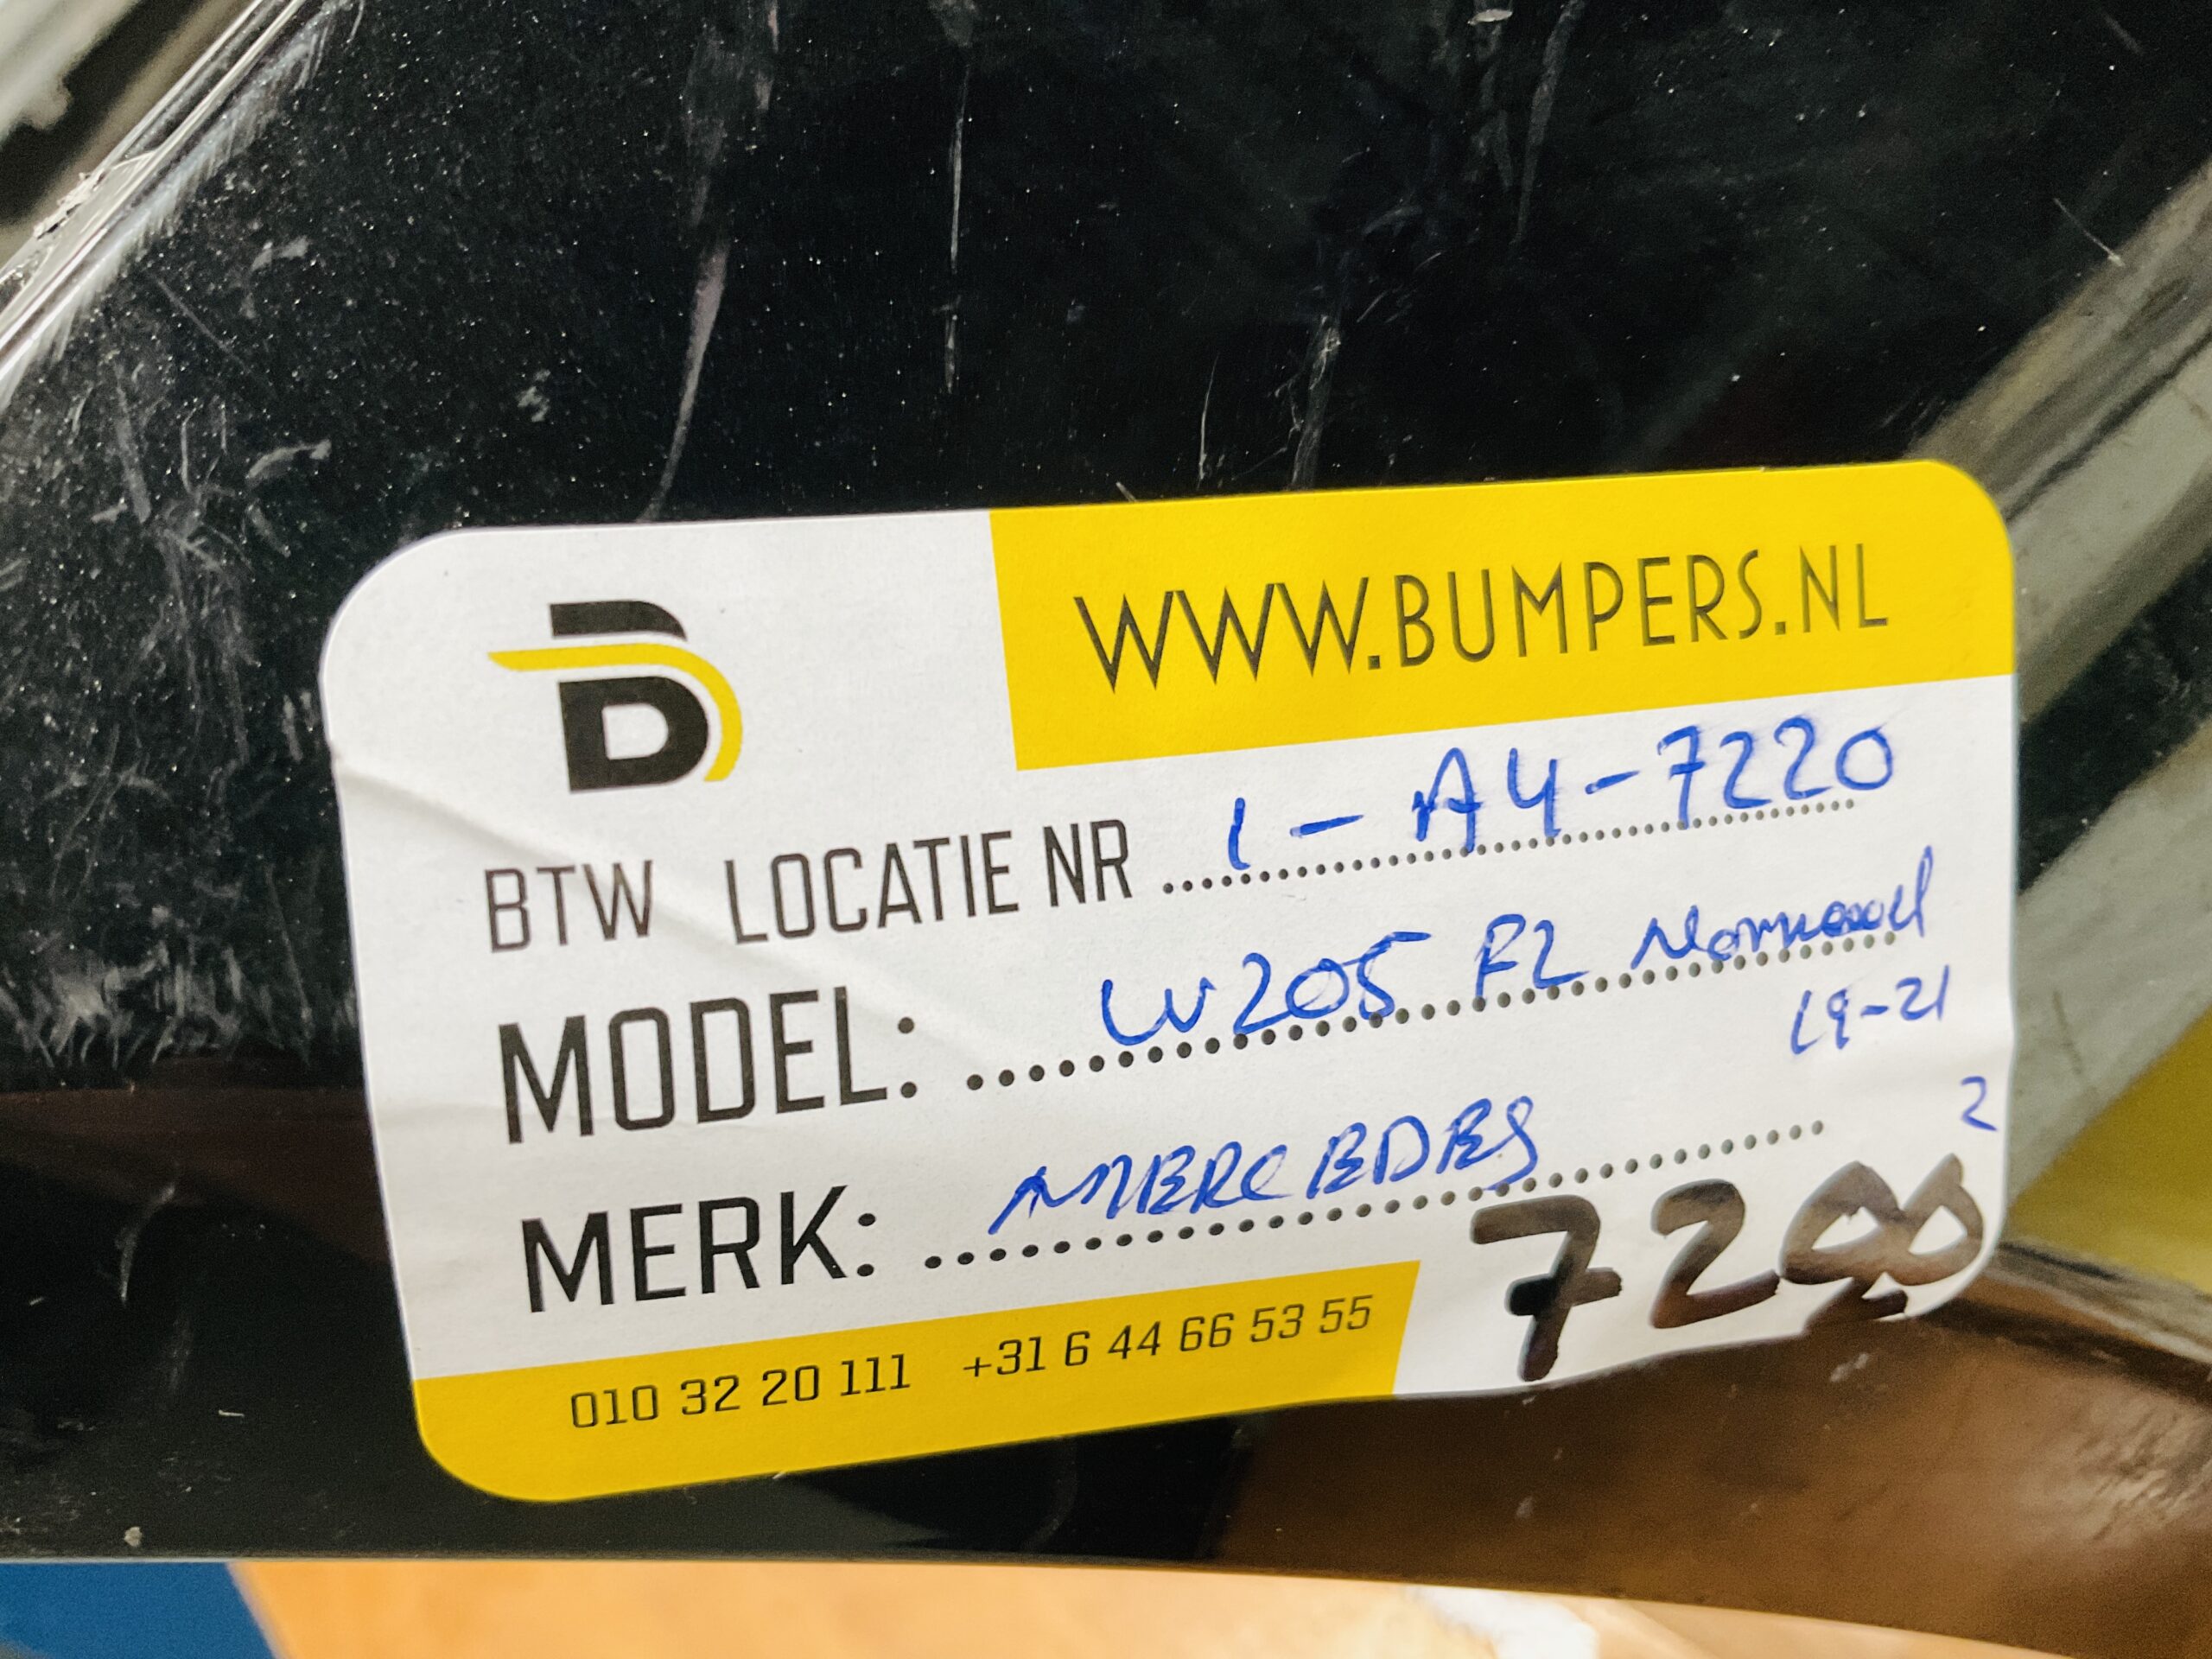 WWW.BUMPERS.NL
BTW LOCATIE NR 1-A4-7220
MODEL: W205 FL Normaal
19-21
2
MERK: MERCEDES
7200
010 32 20 111 +31 6 44 66 53 55